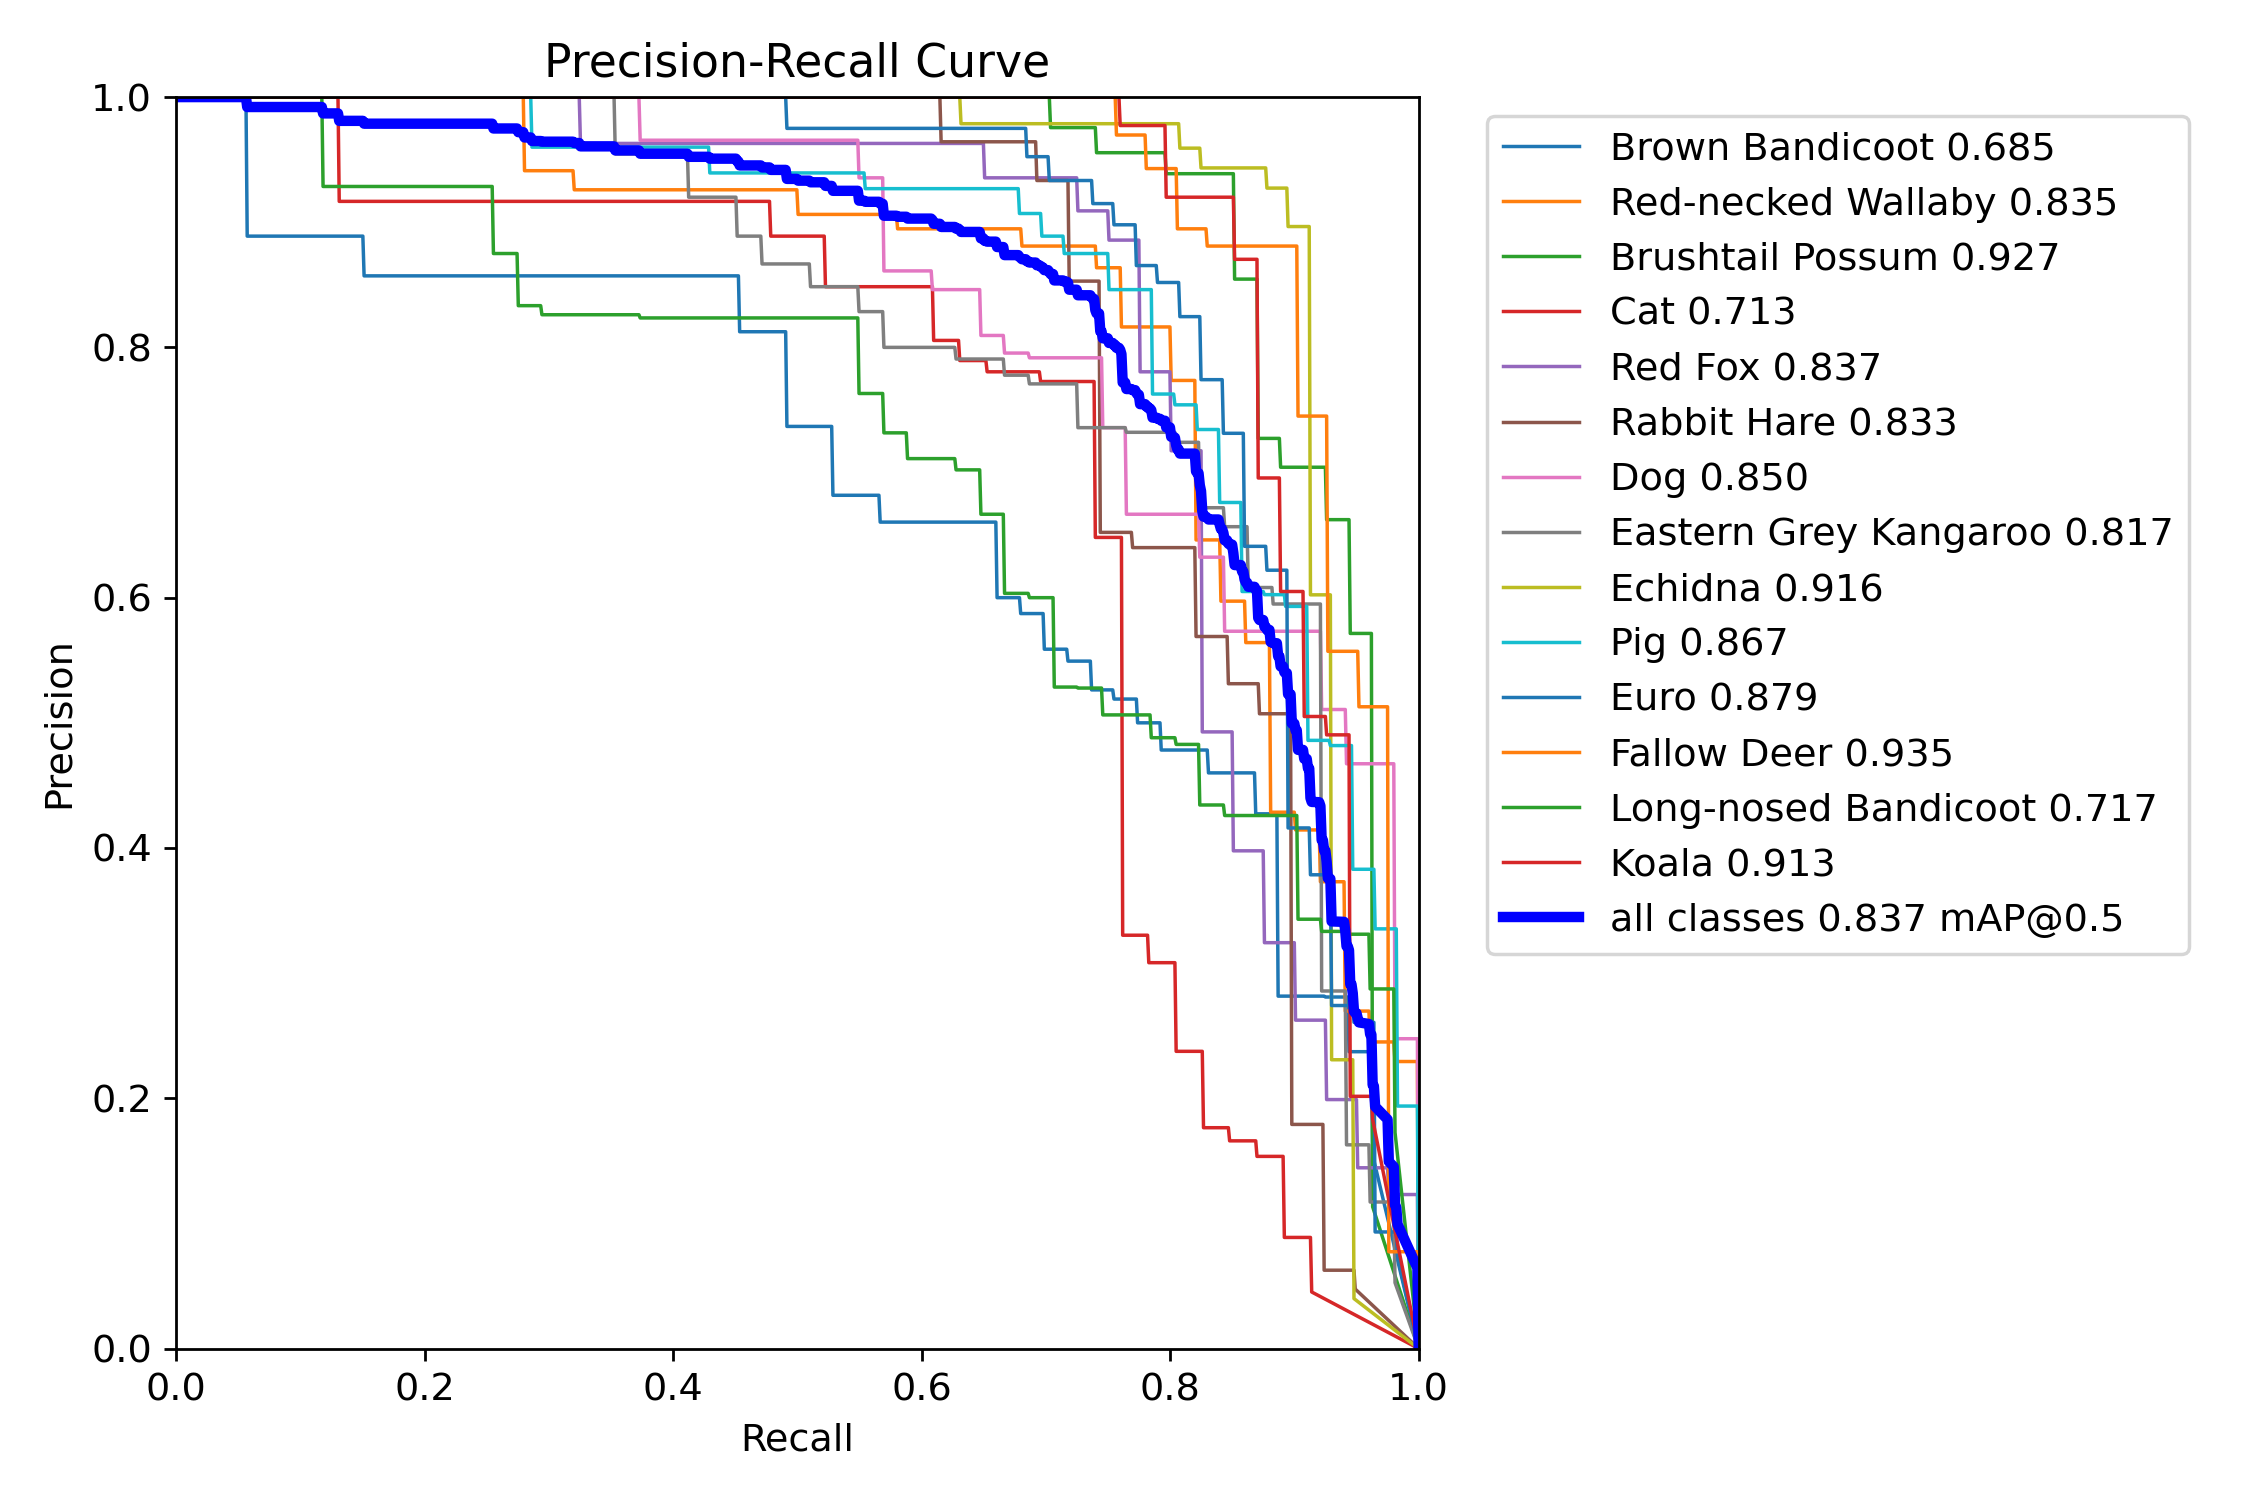 Precision-Recall Curve
1.0
0.8
0.6
0.4
0.2
0.0
Precision
0.0 0.2 0.4 0.6 0.8 1.0
Recall
Brown Bandicoot 0.685
Red-necked Wallaby 0.835
Brushtail Possum 0.927
Cat 0.713
Red Fox 0.837
Rabbit Hare 0.833
Dog 0.850
Eastern Grey Kangaroo 0.817
Echidna 0.916
Pig 0.867
Euro 0.879
Fallow Deer 0.935
Long-nosed Bandicoot 0.717
Koala 0.913
all classes 0.837 mAP@0.5